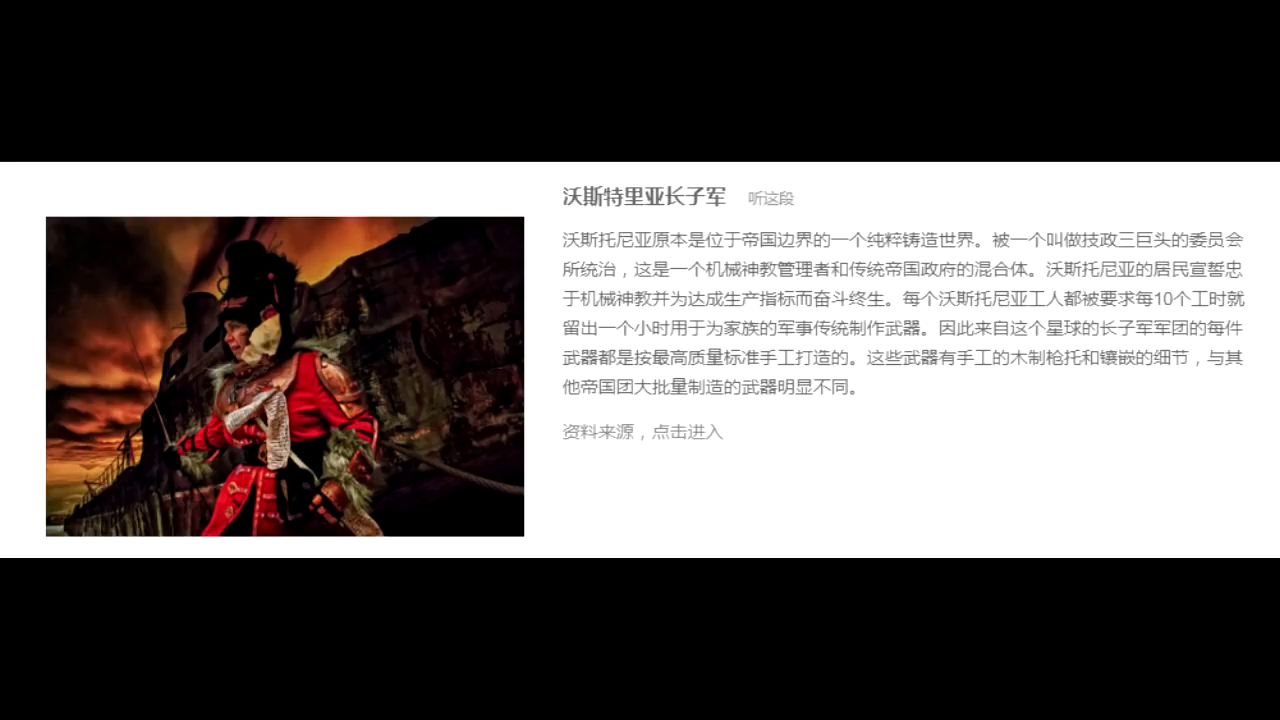 沃斯特里亚长子军 听这段
沃斯托尼亚原本是位于帝国边界的一个纯粹铸造世界。被一个叫做技政三巨头的委员会
所统治，这是一个机械神教管理者和传统帝国政府的混合体。沃斯托尼亚的居民宣誓忠
于机械神教并为达成生产指标而奋斗终生。每个沃斯托尼亚工人都被要求每10个工时就
留出一个小时用于为家族的军事传统制作武器。因此来自这个星球的长子军军团的每件
武器都是按最高质量标准手工打造的。这些武器有手工的木制枪托和镶嵌的细节，与其
他帝国团大批量制造的武器明显不同。
资料来源，点击进入